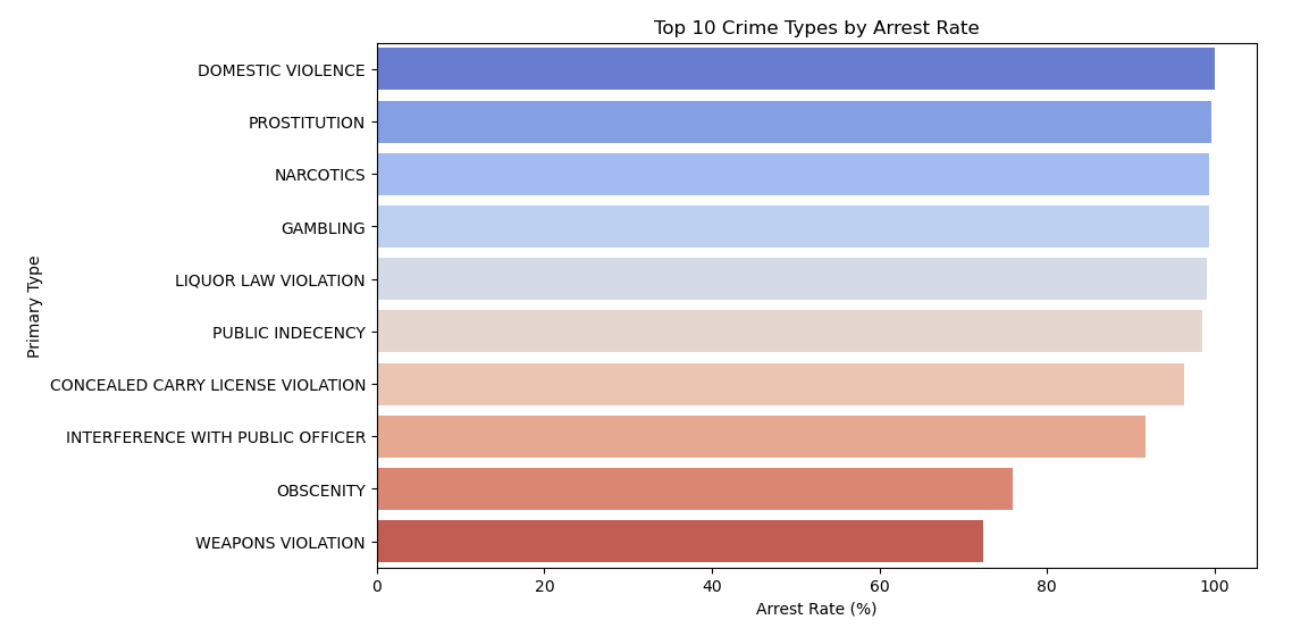 Top 10 Crime Types by Arrest Rate
Primary Type
DOMESTIC VIOLENCE
PROSTITUTION
NARCOTICS
GAMBLING
LIQUOR LAW VIOLATION
PUBLIC INDECENCY
CONCEALED CARRY LICENSE VIOLATION
INTERFERENCE WITH PUBLIC OFFICER
OBSCENITY
WEAPONS VIOLATION
0 20 40 60 80 100
Arrest Rate (%)